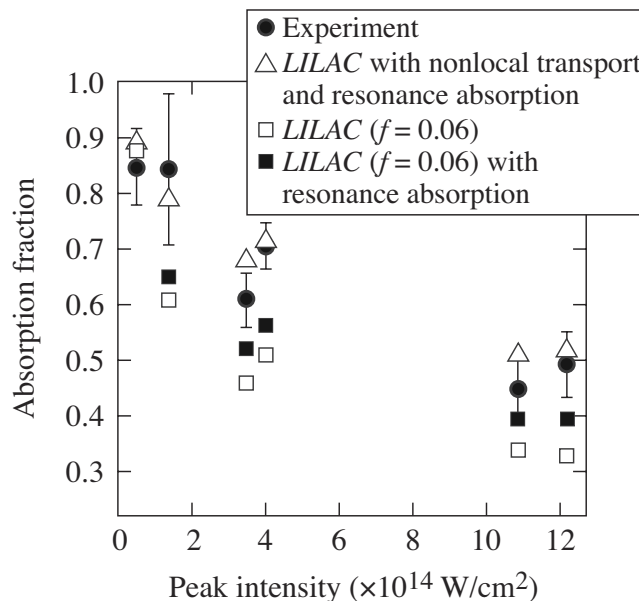 Experiment
LILAC with nonlocal transport
and resonance absorption
LILAC (f = 0.06)
LILAC (f = 0.06) with
resonance absorption
1.0
0.9
0.8
0.7
0.6
0.5
0.4
0.3
Absorption fraction
0 2 4 6 8 10 12
Peak intensity (×10¹⁴ W/cm²)